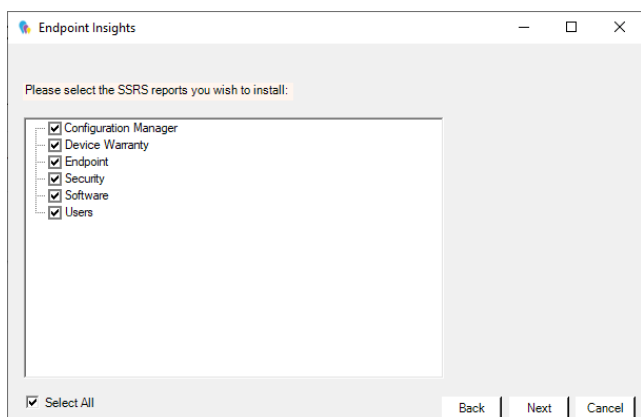 Endpoint Insights
Please select the SSRS reports you wish to install:
Configuration Manager
Device Warranty
Endpoint
Security
Software
Users
Select All
Back Next Cancel